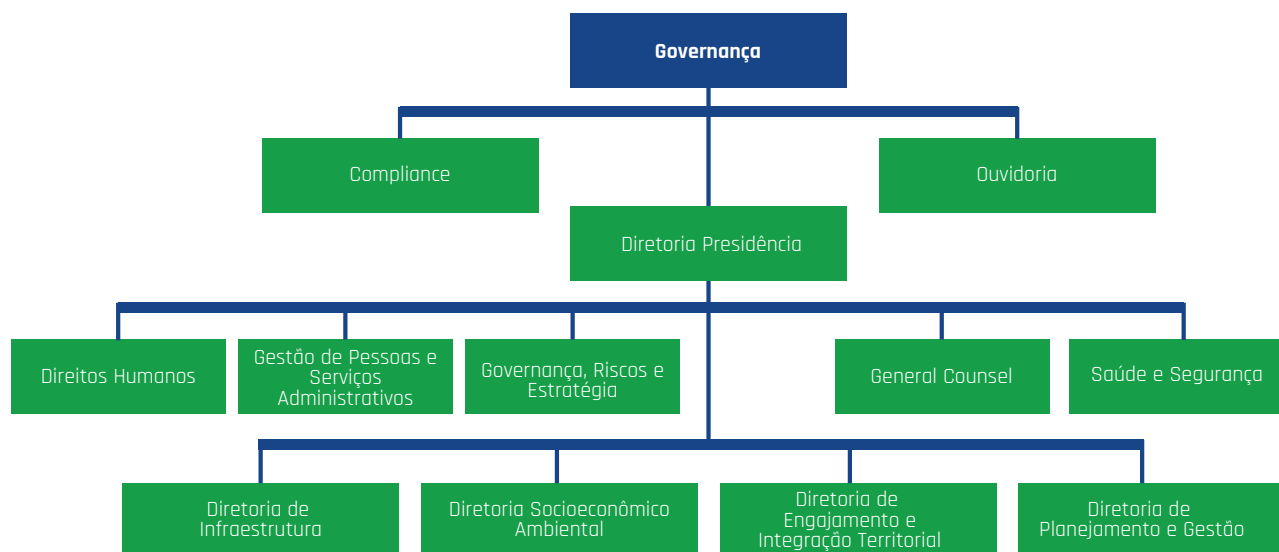 Governança
Compliance
Ouvidoria
Diretoria Presidência
Direitos Humanos
Gestão de Pessoas e
Serviços
Administrativos
Governança, Riscos e
Estratégia
General Counsel
Saúde e Segurança
Diretoria de
Infraestrutura
Diretoria Socioeconômico
Ambiental
Diretoria de
Engajamento e
Integração Territorial
Diretoria de
Planejamento e Gestão